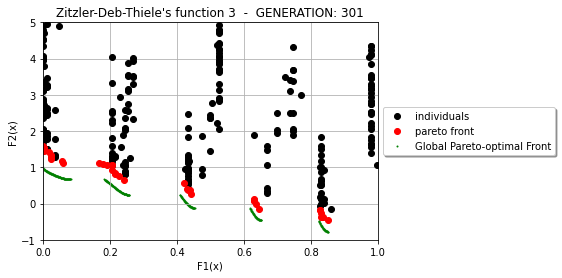 Zitzler-Deb-Thiele's function 3 - GENERATION: 301
5
4
3
2
1
0
−1
F2(x)
0.0 0.2 0.4 0.6 0.8 1.0
F1(x)
individuals
pareto front
Global Pareto-optimal Front